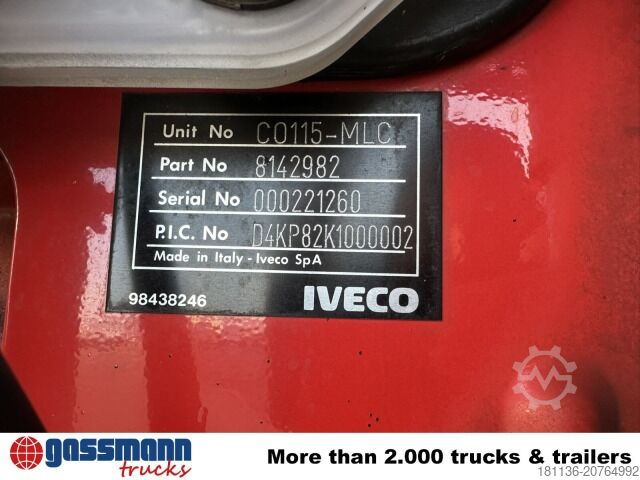 Unit No CO115-MLC
Part No 8142982
Serial No 000221260
P.I.C. No D4KP82K1000002
Made in Italy - Iveco SpA
98438246 IVECO
gassmann trucks
More than 2.000 trucks & trailers
181136-20764992